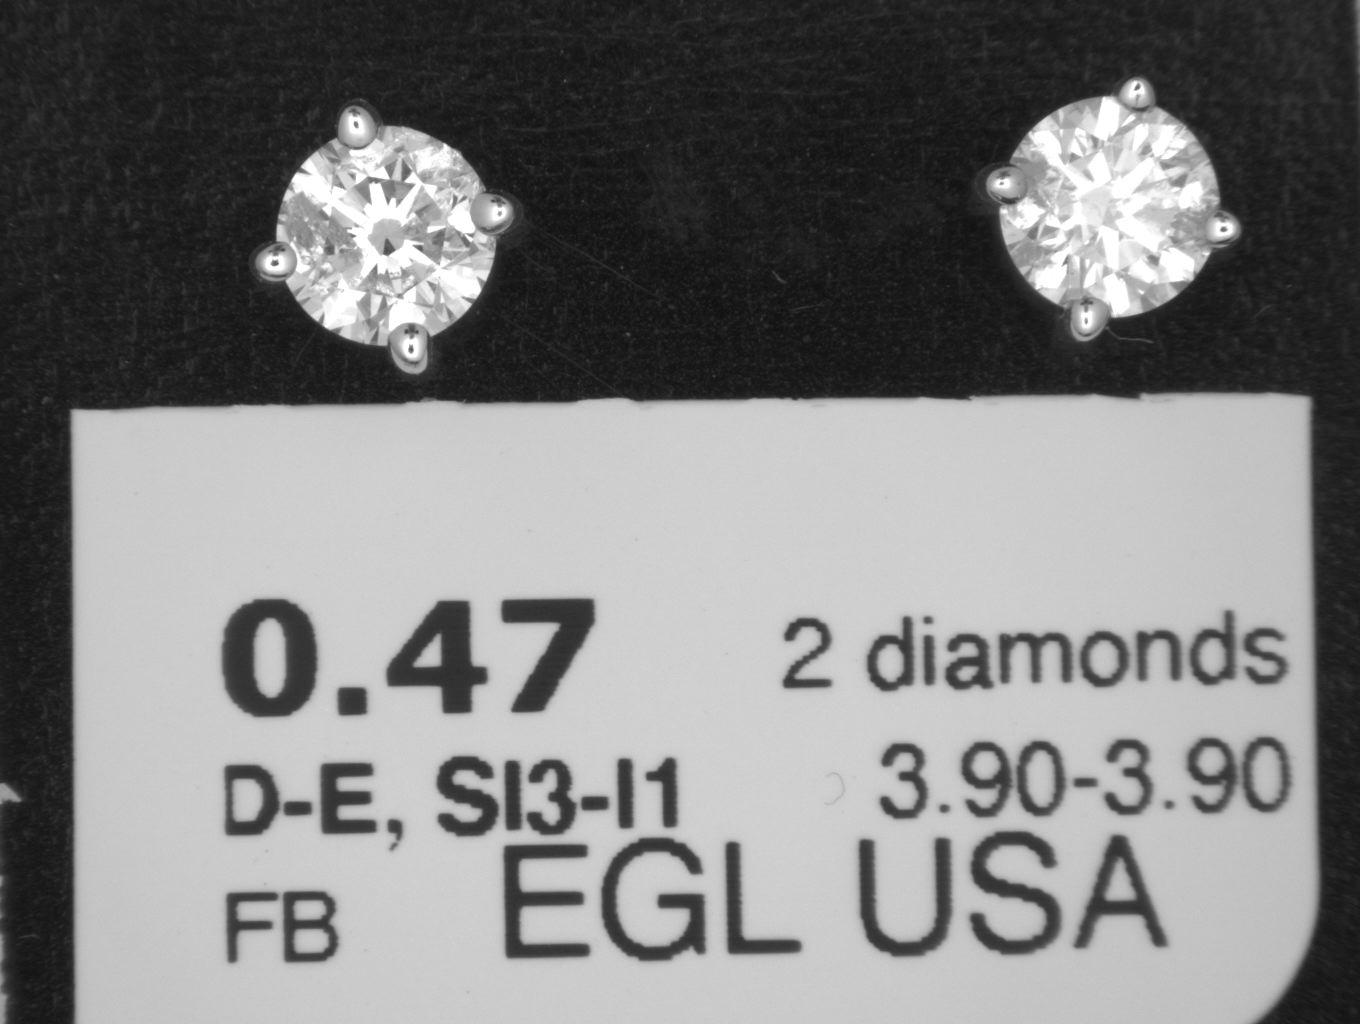 0.47 2 diamonds
D-E, SI3-I1 3.90-3.90
FB EGL USA